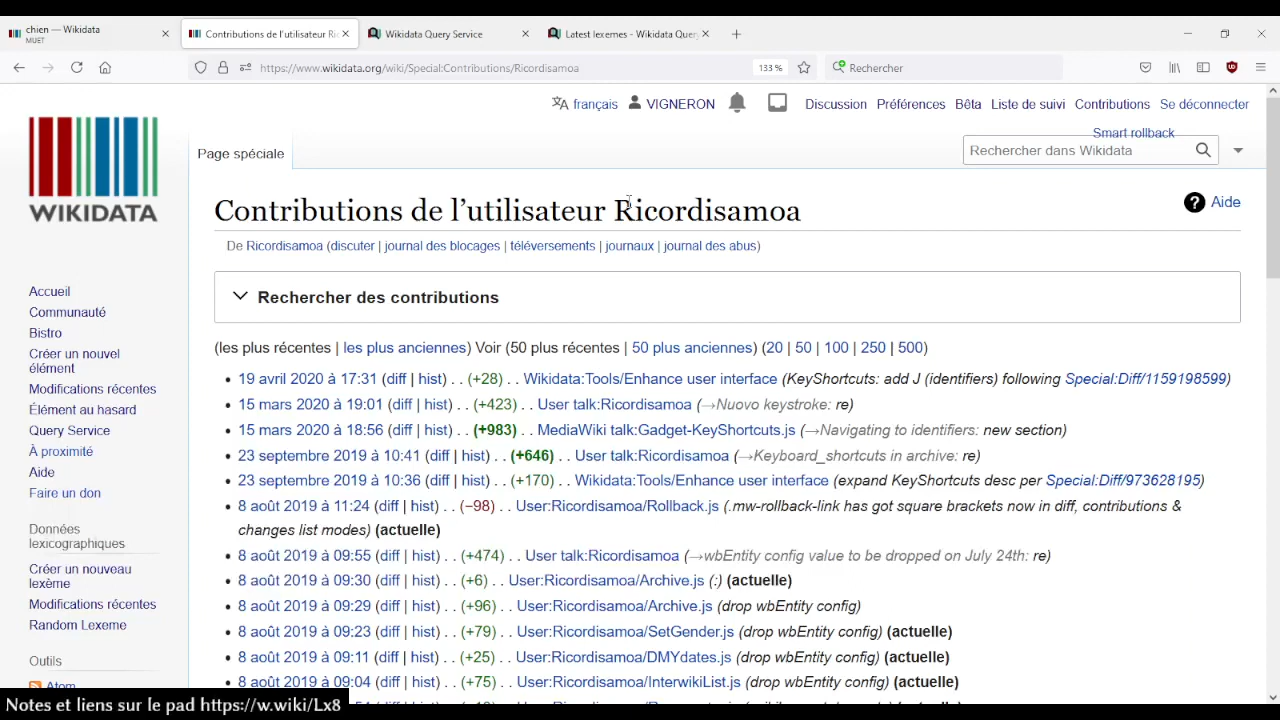 chien — Wikidata
MUET
Contributions de l'utilisateur Ric
Wikidata Query Service
Latest lexemes - Wikidata Query
https://www.wikidata.org/wiki/Special:Contributions/Ricordisamoa
133 %
Rechercher
français VIGNERON Discussion Préférences Bêta Liste de suivi Contributions Se déconnecter
Smart rollback
Page spéciale
Rechercher dans Wikidata
WIKIDATA
Contributions de l'utilisateur Ricordisamoa
Aide
De Ricordisamoa (discuter | journal des blocages | téléversements | journaux | journal des abus)
Rechercher des contributions
(les plus récentes | les plus anciennes) Voir (50 plus récentes | 50 plus anciennes) (20 | 50 | 100 | 250 | 500)
• 19 avril 2020 à 17:31 (diff | hist) . . (+28) . . Wikidata:Tools/Enhance user interface (KeyShortcuts: add J (identifiers) following Special:Diff/1159198599)
• 15 mars 2020 à 19:01 (diff | hist) . . (+423) . . User talk:Ricordisamoa (→Nuovo keystroke: re)
• 15 mars 2020 à 18:56 (diff | hist) . . (+983) . . MediaWiki talk:Gadget-KeyShortcuts.js (→Navigating to identifiers: new section)
• 23 septembre 2019 à 10:41 (diff | hist) . . (+646) . . User talk:Ricordisamoa (→Keyboard_shortcuts in archive: re)
• 23 septembre 2019 à 10:36 (diff | hist) . . (+170) . . Wikidata:Tools/Enhance user interface (expand KeyShortcuts desc per Special:Diff/973628195)
• 8 août 2019 à 11:24 (diff | hist) . . (−98) . . User:Ricordisamoa/Rollback.js (.mw-rollback-link has got square brackets now in diff, contributions &
changes list modes) (actuelle)
• 8 août 2019 à 09:55 (diff | hist) . . (+474) . . User talk:Ricordisamoa (→wbEntity config value to be dropped on July 24th: re)
• 8 août 2019 à 09:30 (diff | hist) . . (+6) . . User:Ricordisamoa/Archive.js (:) (actuelle)
• 8 août 2019 à 09:29 (diff | hist) . . (+96) . . User:Ricordisamoa/Archive.js (drop wbEntity config)
• 8 août 2019 à 09:23 (diff | hist) . . (+79) . . User:Ricordisamoa/SetGender.js (drop wbEntity config) (actuelle)
• 8 août 2019 à 09:11 (diff | hist) . . (+25) . . User:Ricordisamoa/DMYdates.js (drop wbEntity config) (actuelle)
• 8 août 2019 à 09:04 (diff | hist) . . (+75) . . User:Ricordisamoa/InterwikiList.js (drop wbEntity config) (actuelle)
Accueil
Communauté
Bistro
Créer un nouvel
élément
Modifications récentes
Élément au hasard
Query Service
À proximité
Aide
Faire un don
Données
lexicographiques
Créer un nouveau
lexème
Modifications récentes
Random Lexeme
Outils
Atom
Notes et liens sur le pad https://w.wiki/Lx8